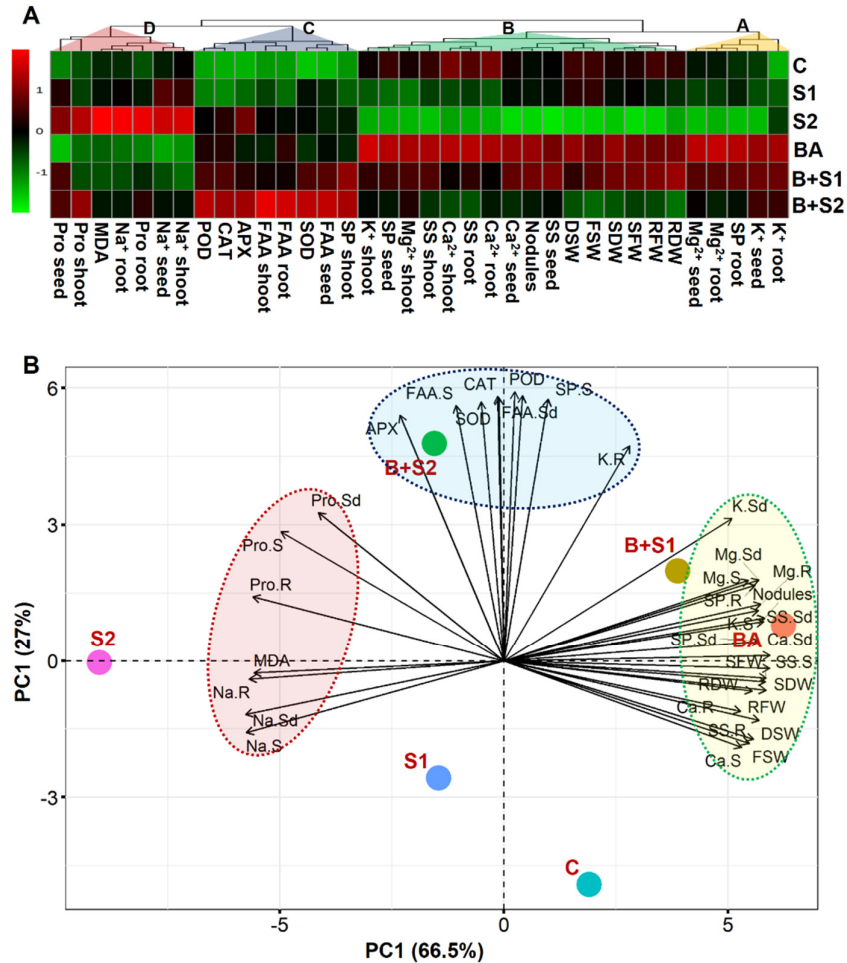 A
D
C
B
A
1
0
-1
C
S1
S2
BA
B+S1
B+S2
Pro seed
Pro shoot
MDA
Na⁺ root
Pro root
Na⁺ seed
Na⁺ shoot
POD
CAT
APX
FAA shoot
FAA root
SOD
FAA seed
SP shoot
K⁺ shoot
SP seed
Mg²⁺ shoot
SS shoot
Ca²⁺ shoot
SS root
Ca²⁺ root
Ca²⁺ seed
Nodules
SS seed
DSW
FSW
SDW
SFW
RFW
RDW
Mg²⁺ seed
Mg²⁺ root
SP root
K⁺ seed
K⁺ root
B
6
3
0
-3
PC1 (27%)
FAA.S
CAT
POD
SP.S
SOD
FAA.Sd
APX
B+S2
K.R
Pro.Sd
Pro.S
Pro.R
S2
MDA
Na.R
Na.Sd
Na.S
K.Sd
B+S1
Mg.Sd
Mg.R
Mg.S
Nodules
SP.R
SS.Sd
K.S
SP.Sd
BA
Ca.Sd
SFW
SS.S
RDW
SDW
Ca.R
RFW
SS.R
DSW
Ca.S
FSW
S1
C
-5
0
5
PC1 (66.5%)